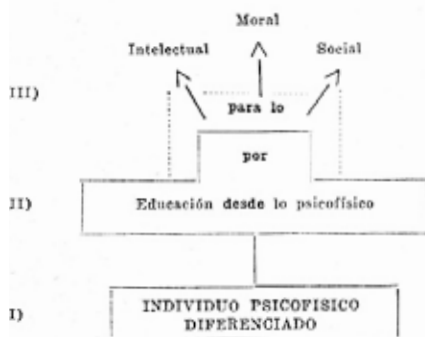 Moral
Intelectual
Social
III)
para lo
por
II)
Educación desde lo psicofísico
I)
INDIVIDUO PSICOFISICO
DIFERENCIADO